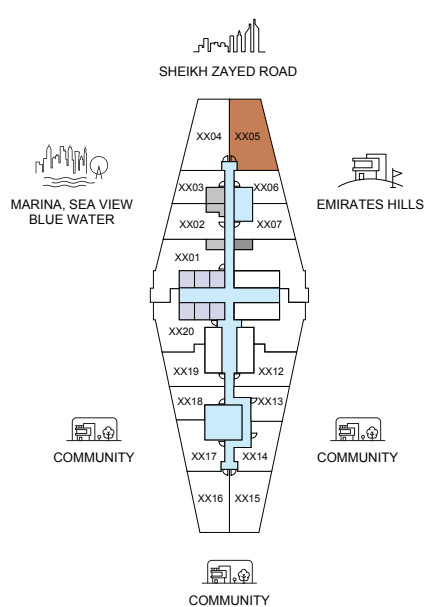 SHEIKH ZAYED ROAD
XX04
XX05
MARINA, SEA VIEW
BLUE WATER
EMIRATES HILLS
XX03
XX06
XX02
XX07
XX01
XX20
XX19
XX12
XX18
XX13
COMMUNITY
COMMUNITY
XX17
XX14
XX16
XX15
COMMUNITY